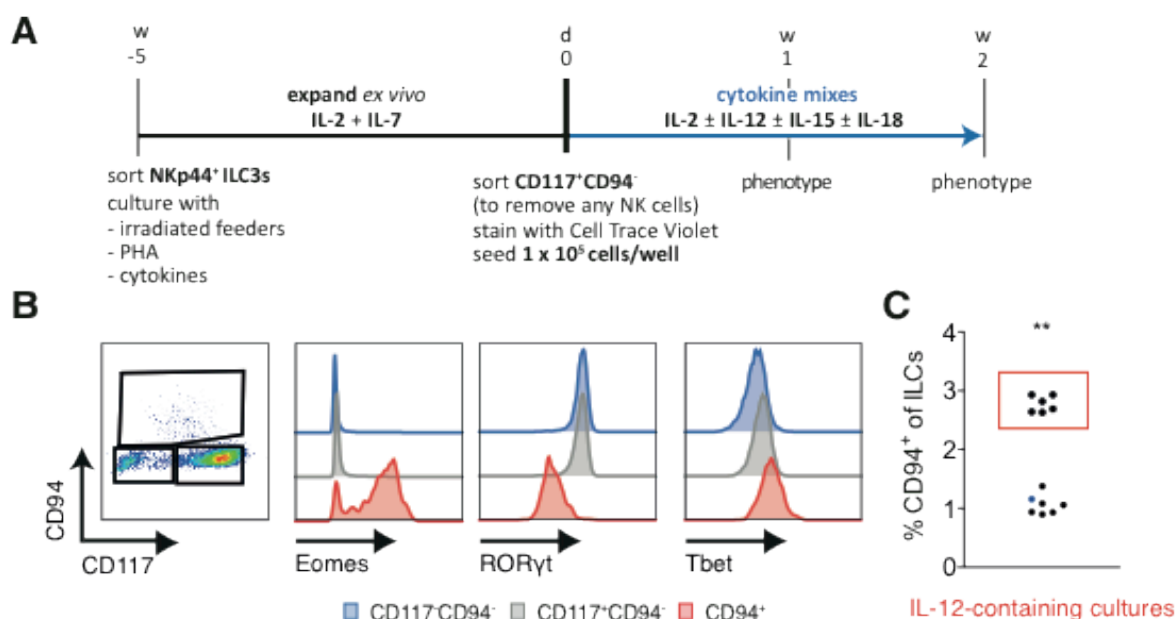 A
w
-5
d
0
w
1
w
2
expand ex vivo
IL-2 + IL-7
cytokine mixes
IL-2 ± IL-12 ± IL-15 ± IL-18
sort NKp44⁺ ILC3s
culture with
- irradiated feeders
- PHA
- cytokines
sort CD117⁺CD94⁻
(to remove any NK cells)
stain with Cell Trace Violet
seed 1 x 10⁵ cells/well
phenotype
phenotype
B
CD94
CD117
Eomes
RORγt
Tbet
CD117⁻CD94⁻
CD117⁺CD94⁻
CD94⁺
C
**
% CD94⁺ of ILCs
4
3
2
1
0
IL-12-containing cultures